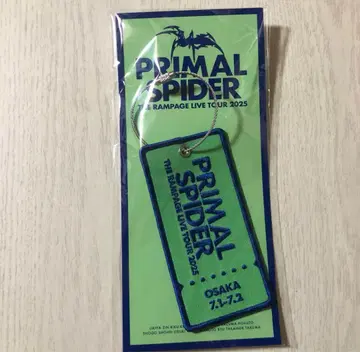 PRIMAL
SPIDER
THE RAMPAGE LIVE TOUR 2025
PRIMAL
SPIDER
THE RAMPAGE LIVE TOUR 2025
OSAKA
7.1-7.2